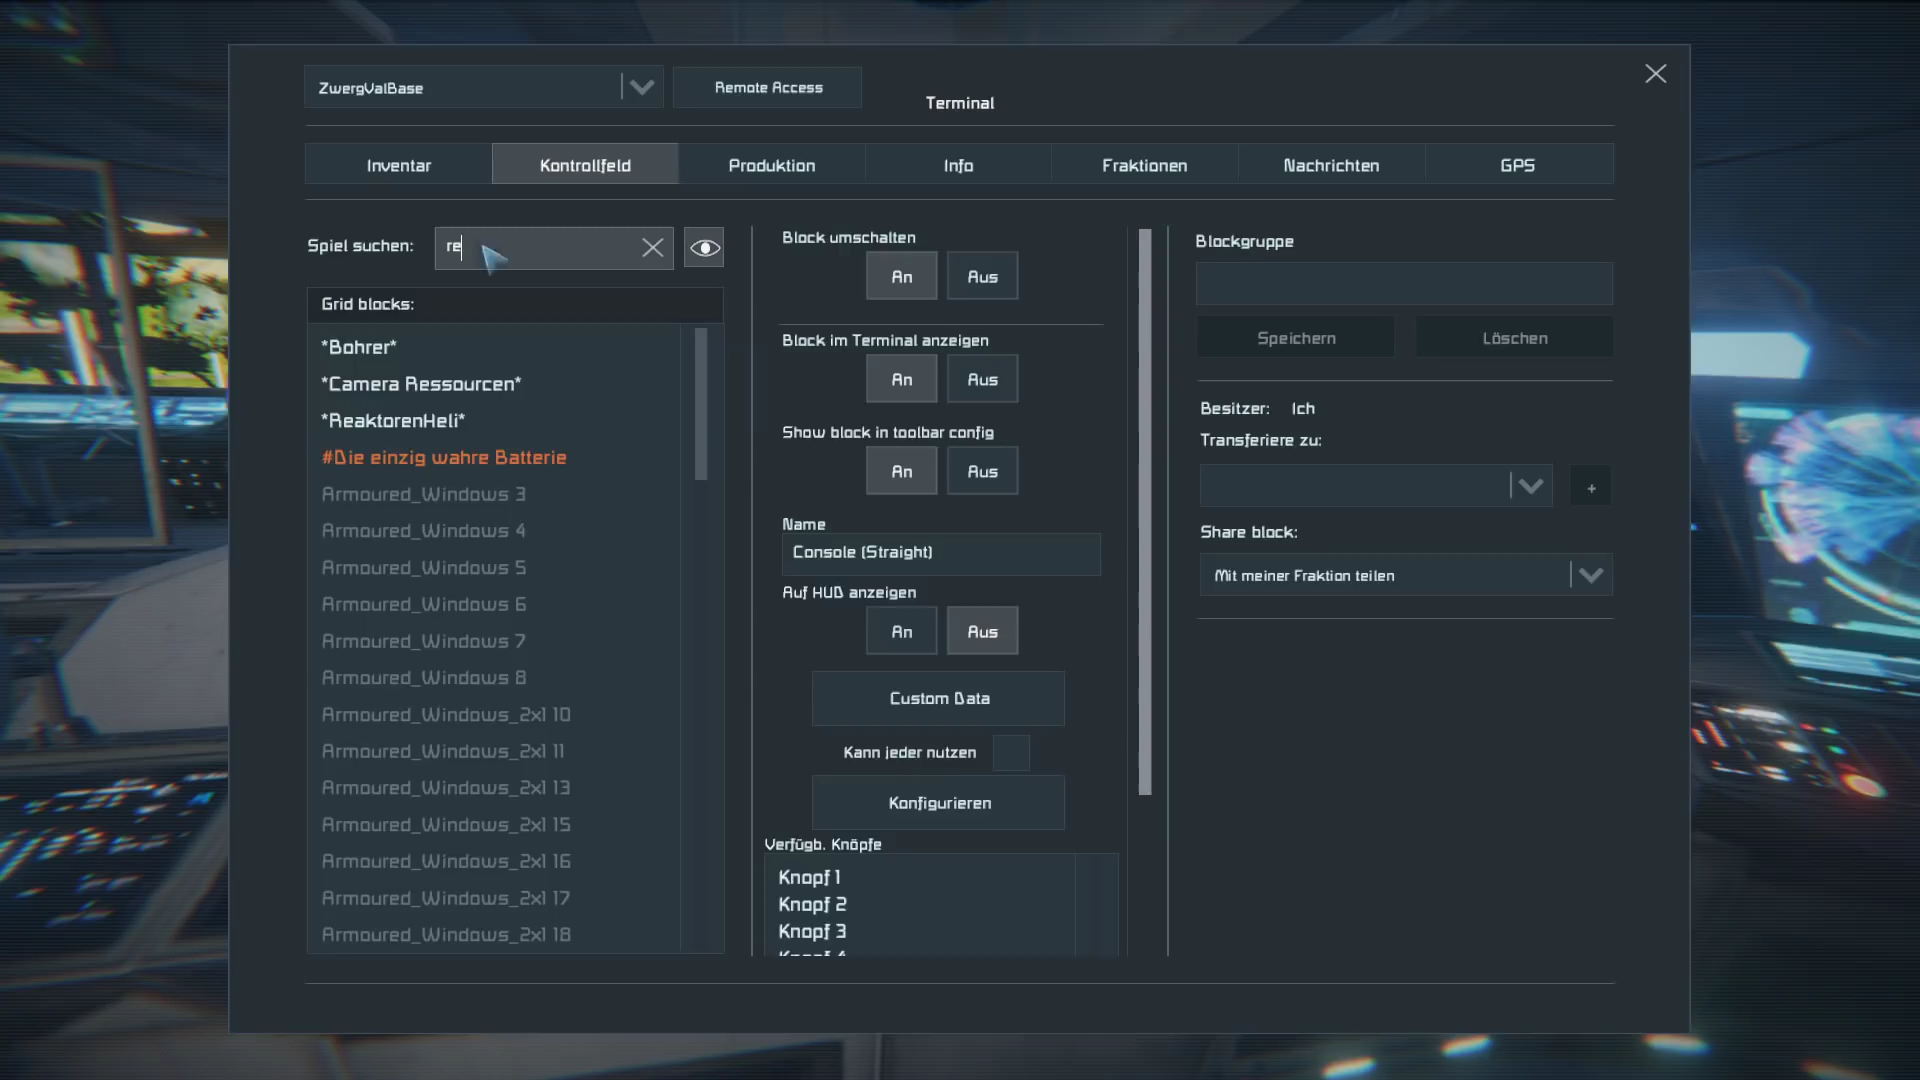 ZwergValBase
Remote Access
Terminal
Inventar
Kontrollfeld
Produktion
Info
Fraktionen
Nachrichten
GPS
Spiel suchen:
re
Grid blocks:
*Bohrer*
*Camera Ressourcen*
*ReaktorenHeli*
#Die einzig wahre Batterie
Armoured_Windows 3
Armoured_Windows 4
Armoured_Windows 5
Armoured_Windows 6
Armoured_Windows 7
Armoured_Windows 8
Armoured_Windows_2x1 10
Armoured_Windows_2x1 11
Armoured_Windows_2x1 13
Armoured_Windows_2x1 15
Armoured_Windows_2x1 16
Armoured_Windows_2x1 17
Armoured_Windows_2x1 18
Block umschalten
An
Aus
Block im Terminal anzeigen
An
Aus
Show block in toolbar config
An
Aus
Name
Console (Straight)
Auf HUD anzeigen
An
Aus
Custom Data
Kann jeder nutzen
Konfigurieren
Verfügb. Knöpfe
Knopf 1
Knopf 2
Knopf 3
Knopf 4
Blockgruppe
Speichern
Löschen
Besitzer: Ich
Transferiere zu:
+
Share block:
Mit meiner Fraktion teilen